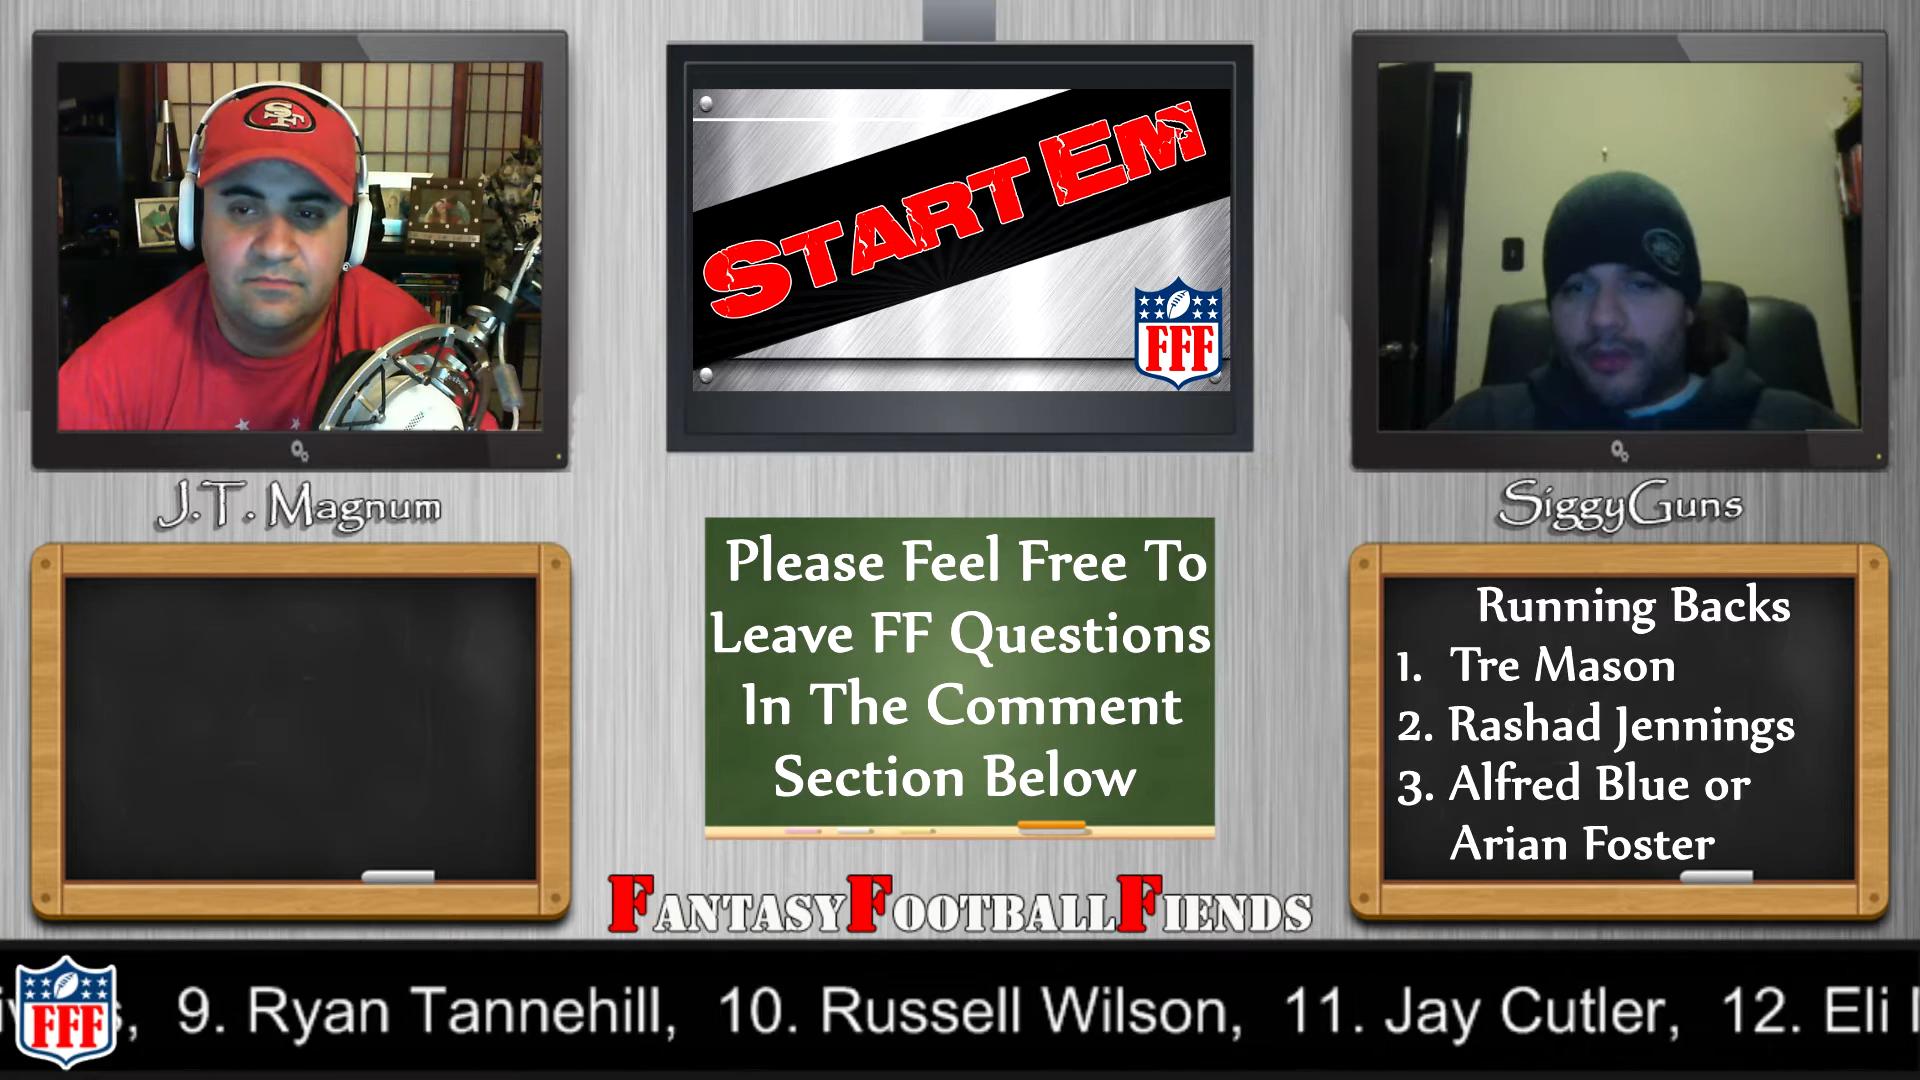 SF
START EM
FFF
J.T. Magnum
SiggyGuns
Please Feel Free To
Leave FF Questions
In The Comment
Section Below
Running Backs
1. Tre Mason
2. Rashad Jennings
3. Alfred Blue or
Arian Foster
FANTASYFOOTBALLFIENDS
FFF
9. Ryan Tannehill, 10. Russell Wilson, 11. Jay Cutler, 12. Eli